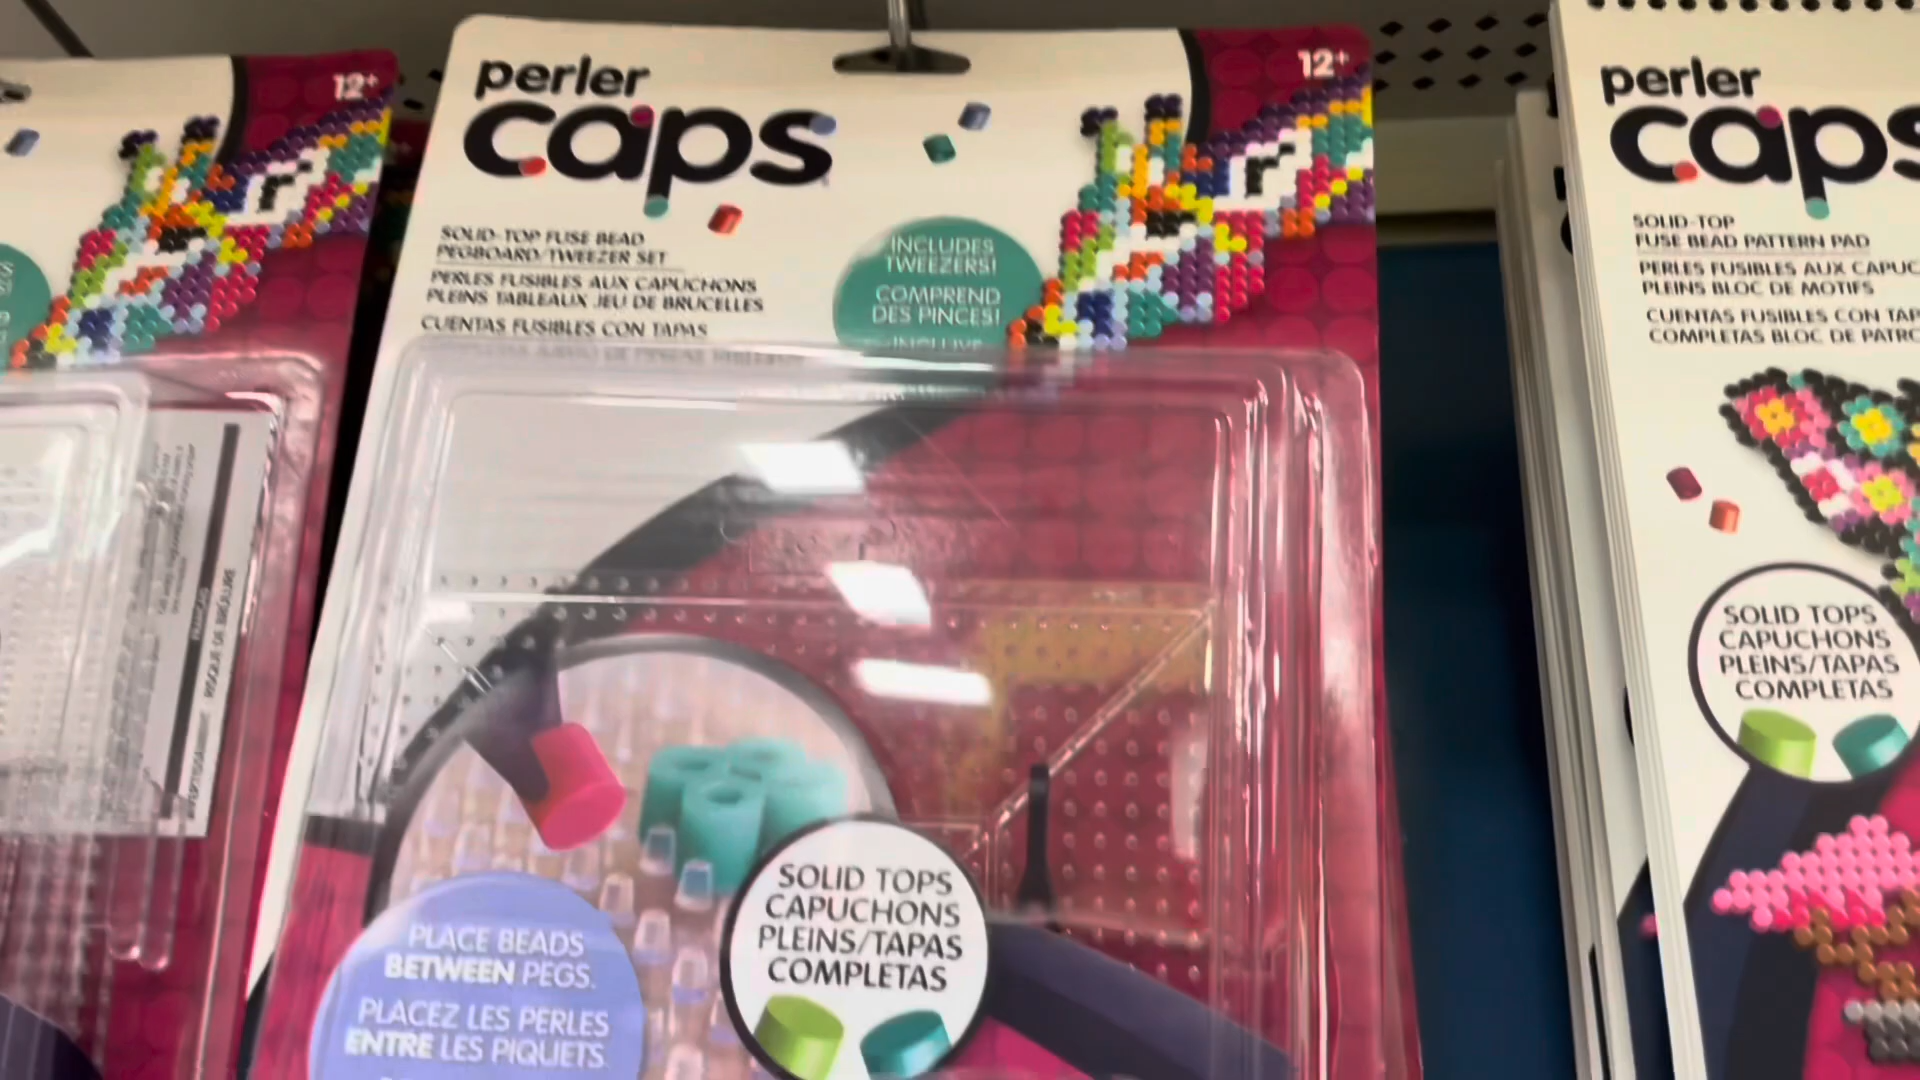 12+
perler
caps
12+
SOLID-TOP FUSE BEAD
PEGBOARD/TWEEZER SET
PERLES FUSIBLES AUX CAPUCHONS
PLEINS TABLEAUX JEU DE BRUCELLES
CUENTAS FUSIBLES CON TAPAS
INCLUDES
TWEEZERS!
COMPREND
DES PINCES!
PLACE BEADS
BETWEEN PEGS.
PLACEZ LES PERLES
ENTRE LES PIQUETS.
SOLID TOPS
CAPUCHONS
PLEINS/TAPAS
COMPLETAS
perler
caps
SOLID-TOP
FUSE BEAD PATTERN PAD
PERLES FUSIBLES AUX CAPUC
PLEINS BLOC DE MOTIFS
CUENTAS FUSIBLES CON TAP
COMPLETAS BLOC DE PATRO
SOLID TOPS
CAPUCHONS
PLEINS/TAPAS
COMPLETAS